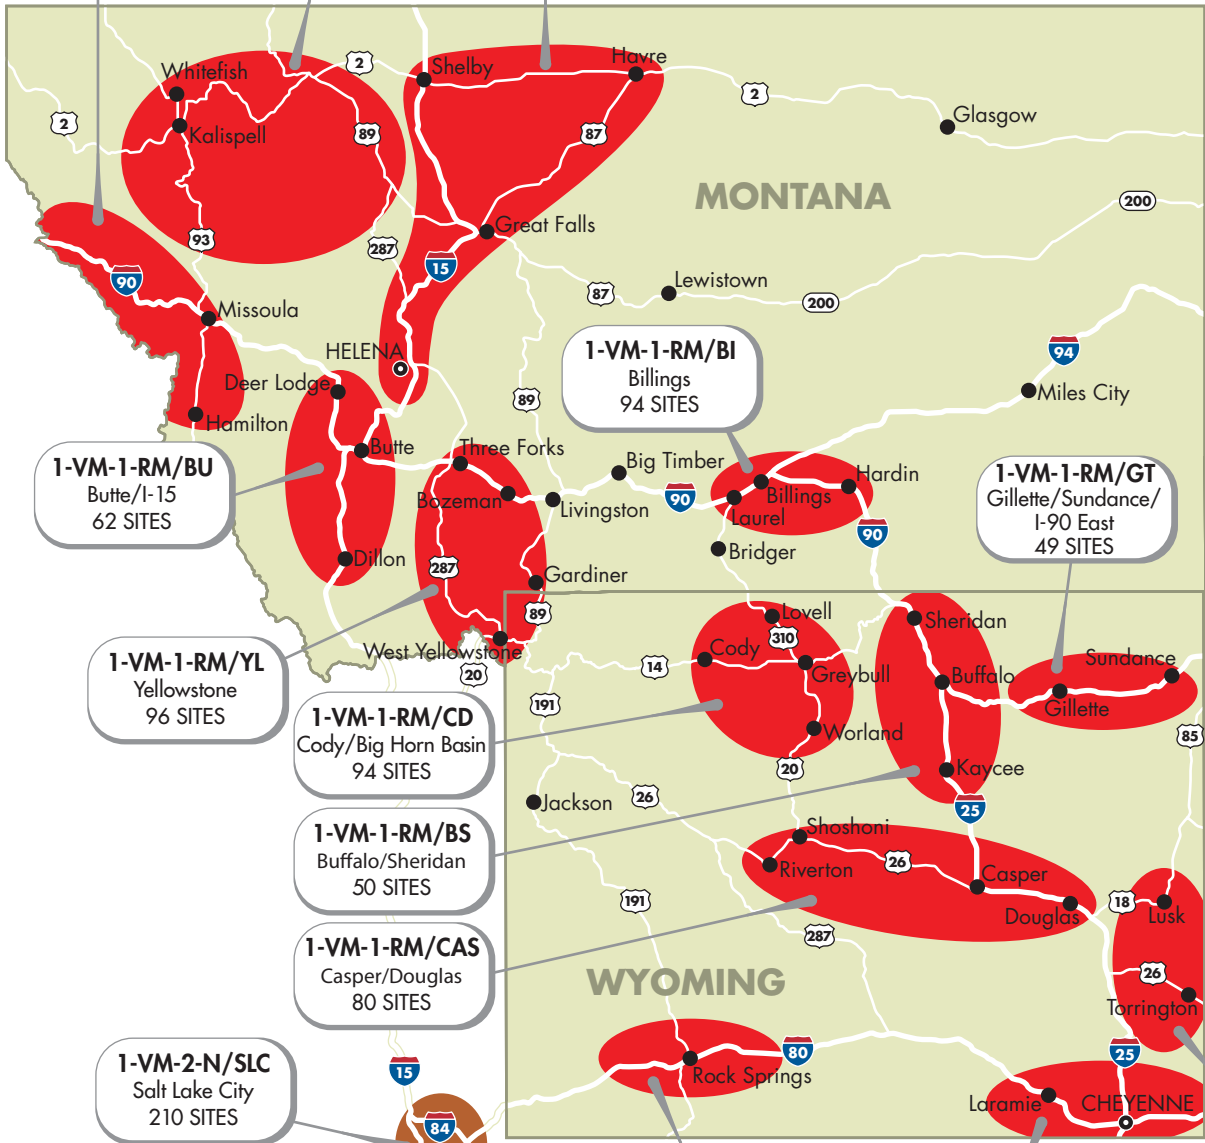 2
Whitefish
Kalispell
2
89
Shelby
Havre
2
87
Glasgow
MONTANA
200
93
287
Great Falls
15
90
87
Lewistown
200
Missoula
HELENA
1-VM-1-RM/BI
Billings
94 SITES
94
Deer Lodge
89
Miles City
Hamilton
Butte
Three Forks
Big Timber
Hardin
1-VM-1-RM/BU
Butte/I-15
62 SITES
Bozeman
Livingston
90
Billings
Laurel
1-VM-1-RM/GT
Gillette/Sundance/
I-90 East
49 SITES
90
Bridger
Dillon
287
Gardiner
89
Lovell
310
Sheridan
1-VM-1-RM/YL
Yellowstone
96 SITES
West Yellowstone
20
14
Cody
Greybull
Buffalo
Sundance
Gillette
1-VM-1-RM/CD
Cody/Big Horn Basin
94 SITES
191
Worland
85
20
Kaycee
26
Jackson
25
1-VM-1-RM/BS
Buffalo/Sheridan
50 SITES
Shoshoni
Riverton
26
Casper
Douglas
18
Lusk
191
287
1-VM-1-RM/CAS
Casper/Douglas
80 SITES
WYOMING
26
Torrington
1-VM-2-N/SLC
Salt Lake City
210 SITES
15
80
25
Rock Springs
Laramie
CHEYENNE
84